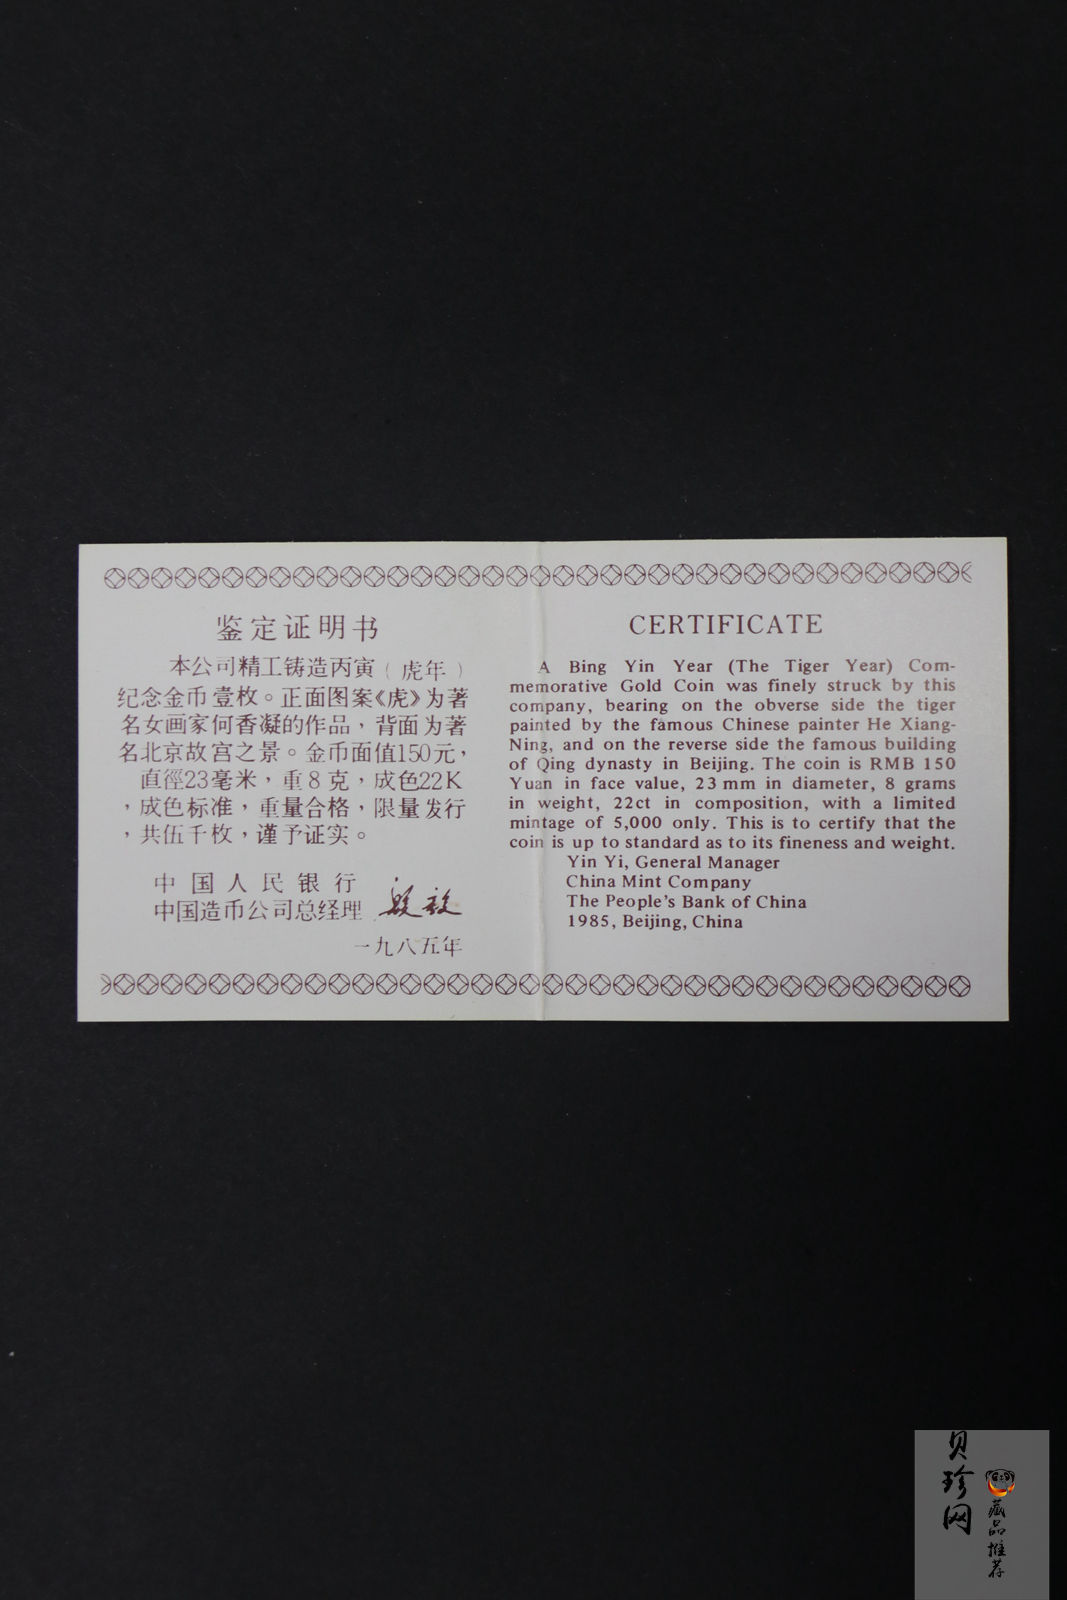 鉴定证明书
本公司精工铸造丙寅（虎年）
纪念金币壹枚。正面图案《虎》为著
名女画家何香凝的作品，背面为著
名北京故宫之景。金币面值150元，
直徑23毫米，重8克，成色22K
，成色标准，重量合格，限量发行
，共伍千枚，谨予证实。
中国人民银行
中国造币公司总经理
一九八五年
CERTIFICATE
A Bing Yin Year (The Tiger Year) Com-
memorative Gold Coin was finely struck by this
company, bearing on the obverse side the tiger
painted by the famous Chinese painter He Xiang-
Ning, and on the reverse side the famous building
of Qing dynasty in Beijing. The coin is RMB 150
Yuan in face value, 23 mm in diameter, 8 grams
in weight, 22ct in composition, with a limited
mintage of 5,000 only. This is to certify that the
coin is up to standard as to its fineness and weight.
Yin Yi, General Manager
China Mint Company
The People's Bank of China
1985, Beijing, China
贝珍网
藏品推荐